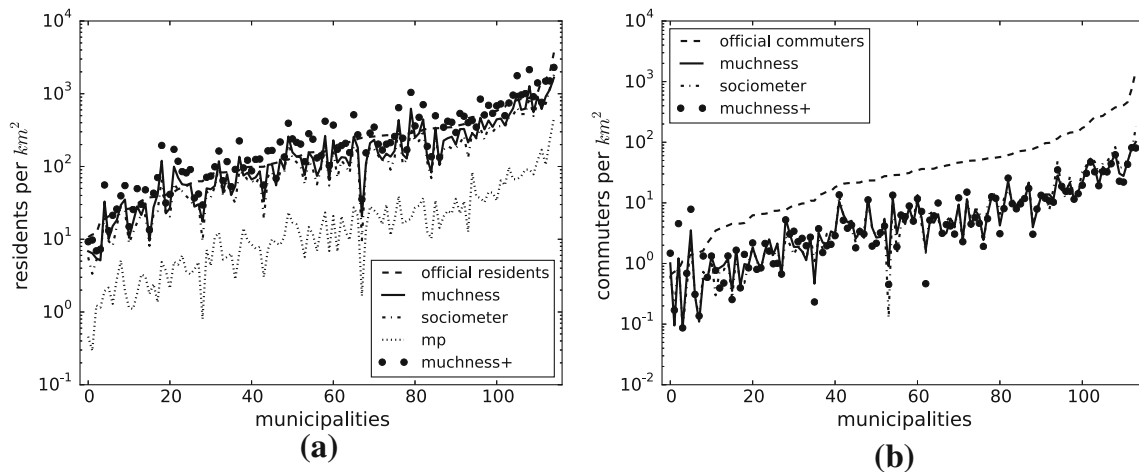 10^4
10^3
10^2
10^1
10^0
10^-1
residents per km^2
official residents
muchness
sociometer
mp
muchness+
0 20 40 60 80 100
municipalities
(a)
10^4
10^3
10^2
10^1
10^0
10^-1
10^-2
commuters per km^2
official commuters
muchness
sociometer
muchness+
0 20 40 60 80 100
municipalities
(b)